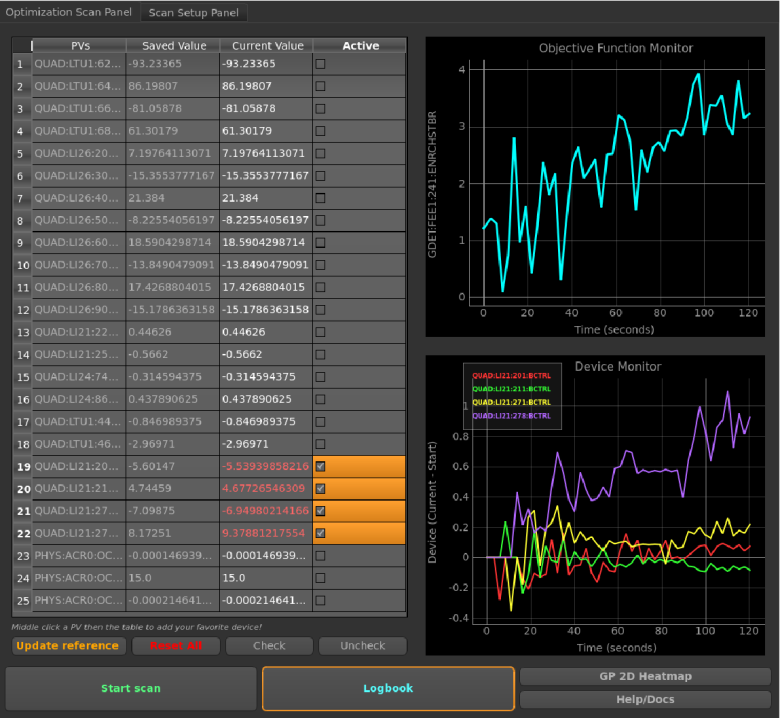 Optimization Scan Panel Scan Setup Panel
PVs Saved Value Current Value Active
1 QUAD:LTU1:62... -93.23365 -93.23365
2 QUAD:LTU1:64... 86.19807 86.19807
3 QUAD:LTU1:66... -81.05878 -81.05878
4 QUAD:LTU1:68... 61.30179 61.30179
5 QUAD:LI26:20... 7.19764113071 7.19764113071
6 QUAD:LI26:30... -15.3553777167 -15.3553777167
7 QUAD:LI26:40... 21.384 21.384
8 QUAD:LI26:50... -8.22554056197 -8.22554056197
9 QUAD:LI26:60... 18.5904298714 18.5904298714
10 QUAD:LI26:70... -13.8490479091 -13.8490479091
11 QUAD:LI26:80... 17.4268804015 17.4268804015
12 QUAD:LI26:90... -15.1786363158 -15.1786363158
13 QUAD:LI21:22... 0.44626 0.44626
14 QUAD:LI21:25... -0.5662 -0.5662
15 QUAD:LI24:74... -0.314594375 -0.314594375
16 QUAD:LI24:86... 0.437890625 0.437890625
17 QUAD:LTU1:44... -0.846989375 -0.846989375
18 QUAD:LTU1:46... -2.96971 -2.96971
19 QUAD:LI21:20... -5.60147 -5.53939858216
20 QUAD:LI21:21... 4.74459 4.67726546309
21 QUAD:LI21:27... -7.09875 -6.94980214166
22 QUAD:LI21:27... 8.17251 9.37881217554
23 PHYS:ACR0:OC... -0.000146939... -0.000146939...
24 PHYS:ACR0:OC... 15.0 15.0
25 PHYS:ACR0:OC... -0.000214641... -0.000214641...
Middle click a PV then the table to add your favorite device!
Update reference Reset All Check Uncheck
Start scan Logbook
GP 2D Heatmap
Help/Docs
Objective Function Monitor
GDET:FEE1:241:ENRCHSTBR
4
3
2
1
0
0 20 40 60 80 100 120
Time (seconds)
Device Monitor
QUAD:LI21:201:BCTRL
QUAD:LI21:211:BCTRL
QUAD:LI21:271:BCTRL
QUAD:LI21:278:BCTRL
Device (Current - Start)
1
0.8
0.6
0.4
0.2
0
-0.2
-0.4
0 20 40 60 80 100 120
Time (seconds)